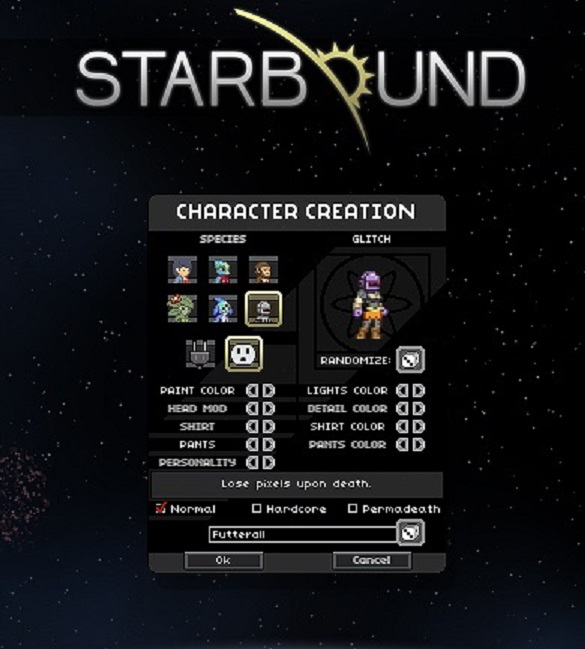 STARBOUND
CHARACTER CREATION
SPECIES
GLITCH
RANDOMIZE:
PAINT COLOR
LIGHTS COLOR
HEAD MOD
DETAIL COLOR
SHIRT
SHIRT COLOR
PANTS
PANTS COLOR
PERSONALITY
Lose pixels upon death.
Normal
Hardcore
Permadeath
Futterall
Ok
Cancel